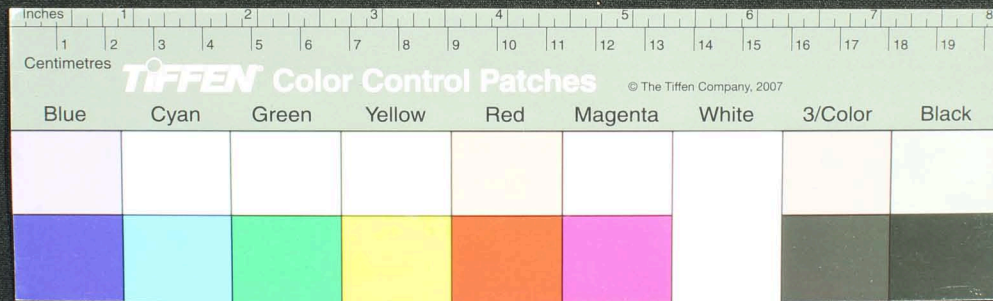 Inches 1 2 3 4 5 6 7 8
1 2 3 4 5 6 7 8 9 10 11 12 13 14 15 16 17 18 19
Centimetres
TIFFEN Color Control Patches © The Tiffen Company, 2007
Blue Cyan Green Yellow Red Magenta White 3/Color Black